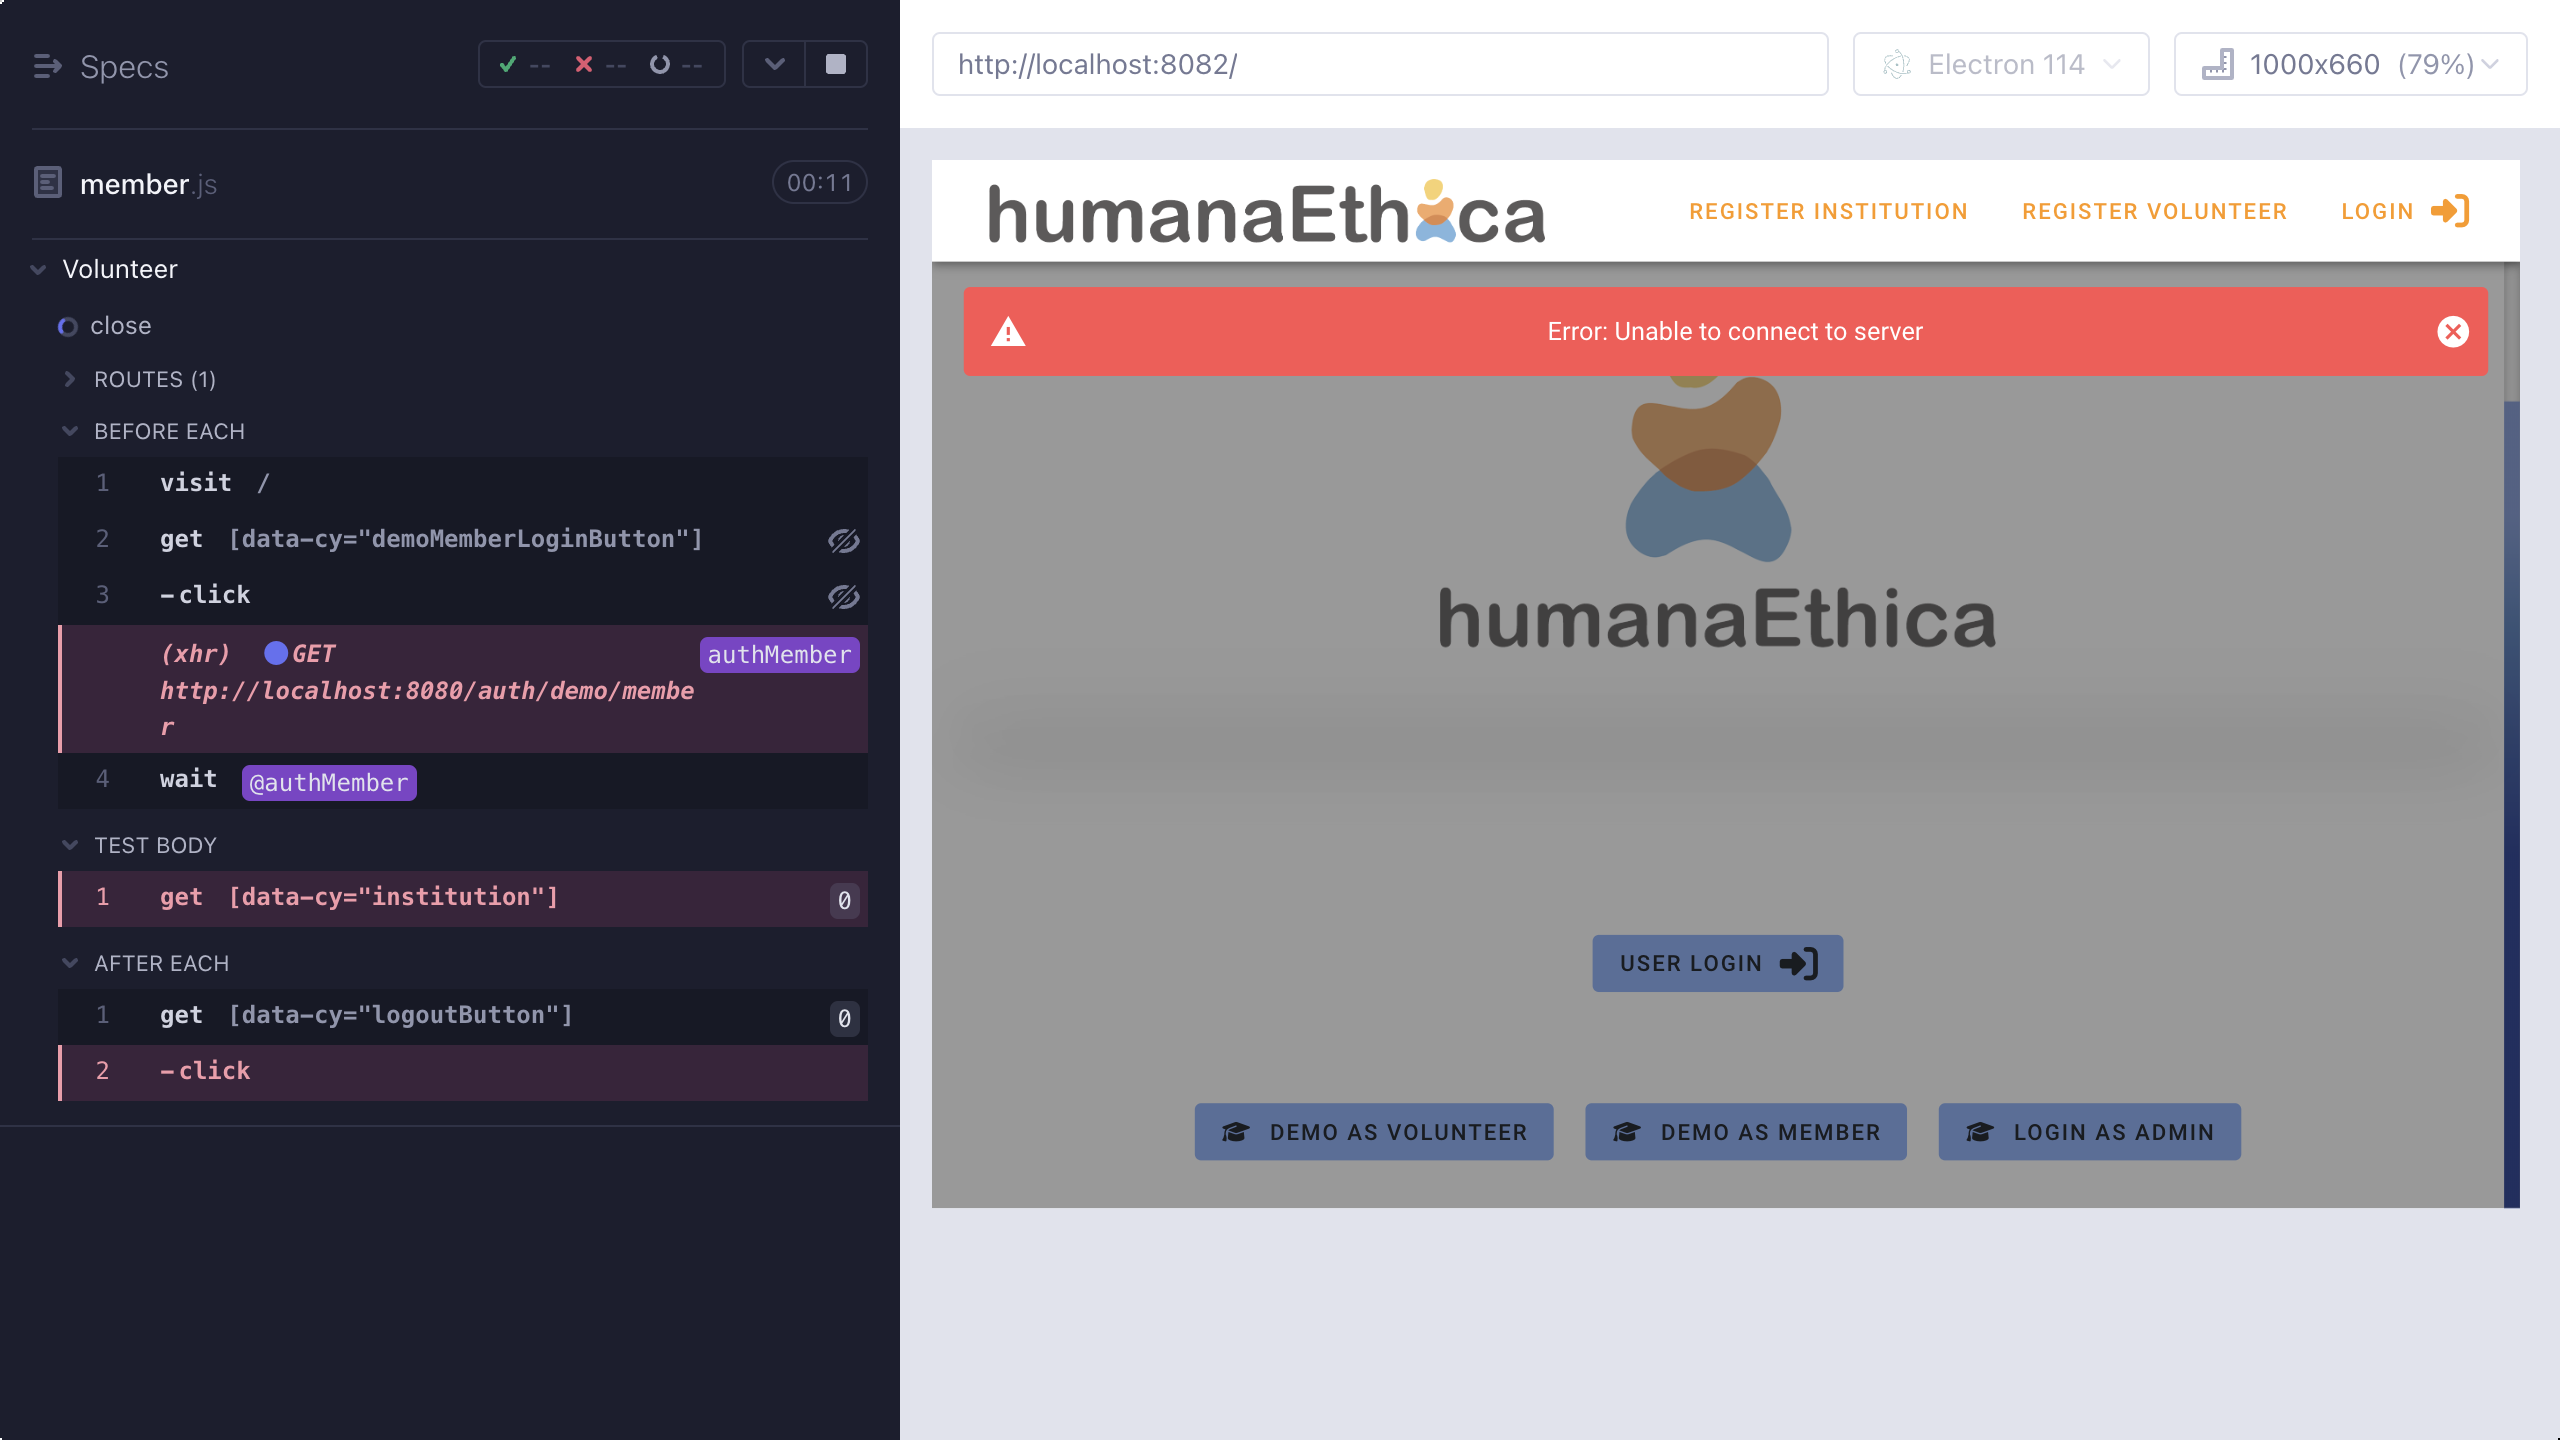 Specs
-- -- --
member.js
00:11
Volunteer
close
ROUTES (1)
BEFORE EACH
1 visit /
2 get [data-cy="demoMemberLoginButton"]
3 -click
(xhr) GET authMember
http://localhost:8080/auth/demo/membe
r
4 wait @authMember
TEST BODY
1 get [data-cy="institution"] 0
AFTER EACH
1 get [data-cy="logoutButton"] 0
2 -click
http://localhost:8082/
Electron 114
1000x660 (79%)
humanaEthica
REGISTER INSTITUTION
REGISTER VOLUNTEER
LOGIN
Error: Unable to connect to server
humanaEthica
USER LOGIN
DEMO AS VOLUNTEER
DEMO AS MEMBER
LOGIN AS ADMIN